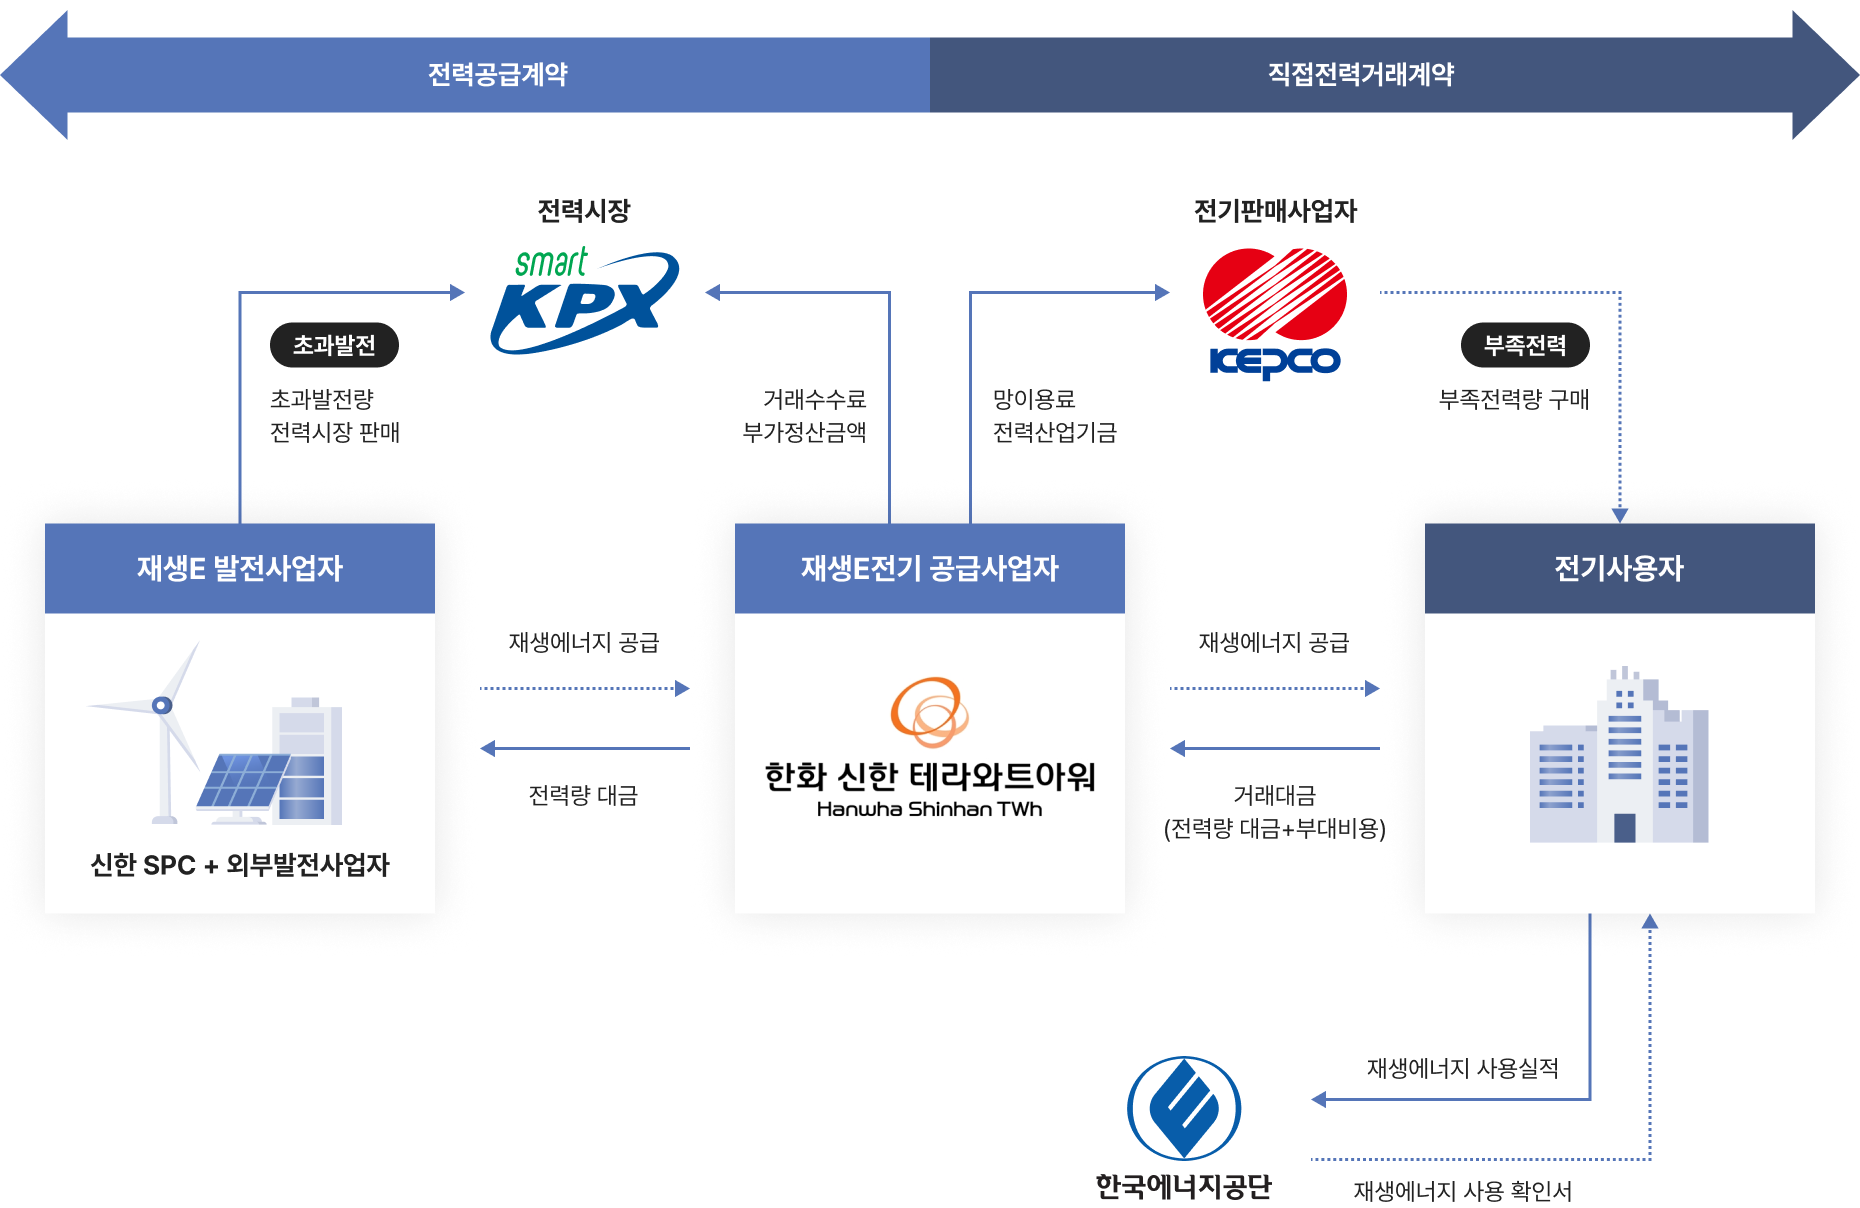 전력공급계약
직접전력거래계약
전력시장
smart
KPX
전기판매사업자
KEPCO
초과발전
초과발전량
전력시장 판매
거래수수료
부가정산금액
망이용료
전력산업기금
부족전력
부족전력량 구매
재생E 발전사업자
신한 SPC + 외부발전사업자
재생에너지 공급
전력량 대금
재생E전기 공급사업자
한화 신한 테라와트아워
Hanwha Shinhan TWh
재생에너지 공급
거래대금
(전력량 대금+부대비용)
전기사용자
재생에너지 사용실적
한국에너지공단
재생에너지 사용 확인서